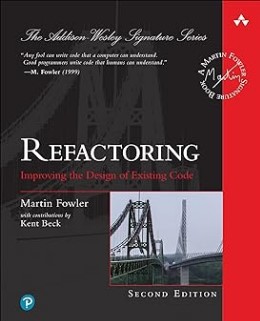 The Addison-Wesley Signature Series
"Any fool can write code that a computer can understand.
Good programmers write code that humans can understand."
—M. Fowler (1999)
A MARTIN FOWLER SIGNATURE BOOK
Martin
REFACTORING
Improving the Design of Existing Code
Martin Fowler
with contributions by
Kent Beck
SECOND EDITION
P